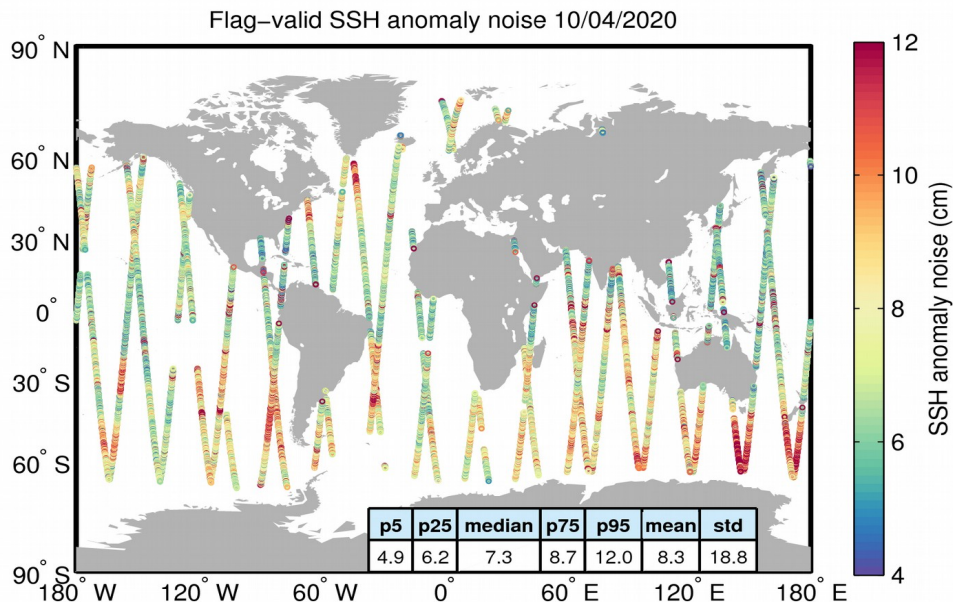 Flag−valid SSH anomaly noise 10/04/2020
90° N
60° N
30° N
0°
30° S
60° S
90° S
180° W 120° W 60° W 0° 60° E 120° E 180° E
p5 p25 median p75 p95 mean std
4.9 6.2 7.3 8.7 12.0 8.3 18.8
12
10
8
6
4
SSH anomaly noise (cm)